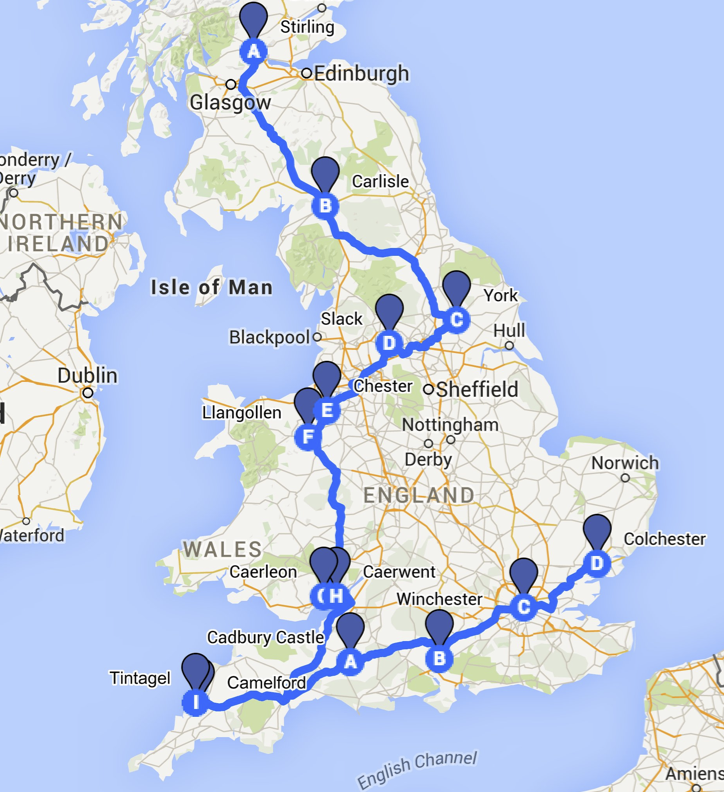 Stirling
A
Edinburgh
Glasgow
onderry /
Derry
Carlisle
B
NORTHERN
IRELAND
Isle of Man
York
C
Slack
Hull
Blackpool
D
Dublin
Chester
Sheffield
Llangollen
E
Nottingham
F
Derby
Norwich
ENGLAND
Waterford
Colchester
WALES
D
Caerleon
Caerwent
H
Winchester
C
Cadbury Castle
A
B
Tintagel
Camelford
I
English Channel
Amiens